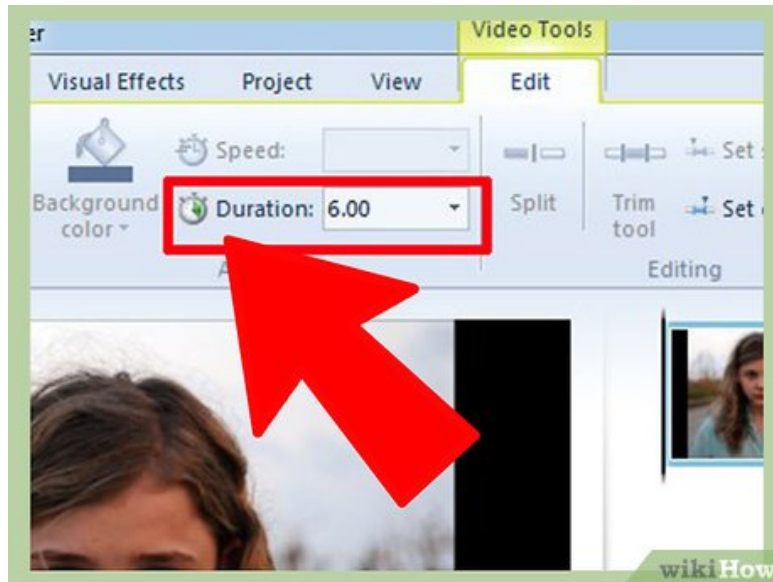 er
Video Tools
Visual Effects Project View Edit
Speed:
Set
Background color
Duration: 6.00
Split
Trim tool
Set
Editing
wikiHow